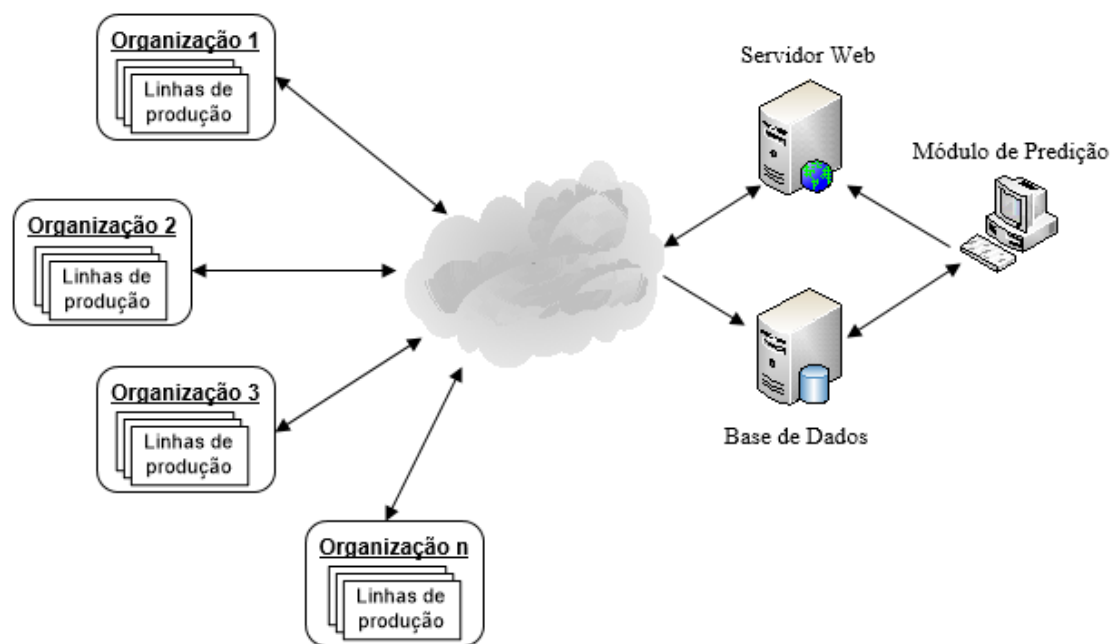 Organização 1
Linhas de
produção
Organização 2
Linhas de
produção
Organização 3
Linhas de
produção
Organização n
Linhas de
produção
Servidor Web
Módulo de Predição
Base de Dados